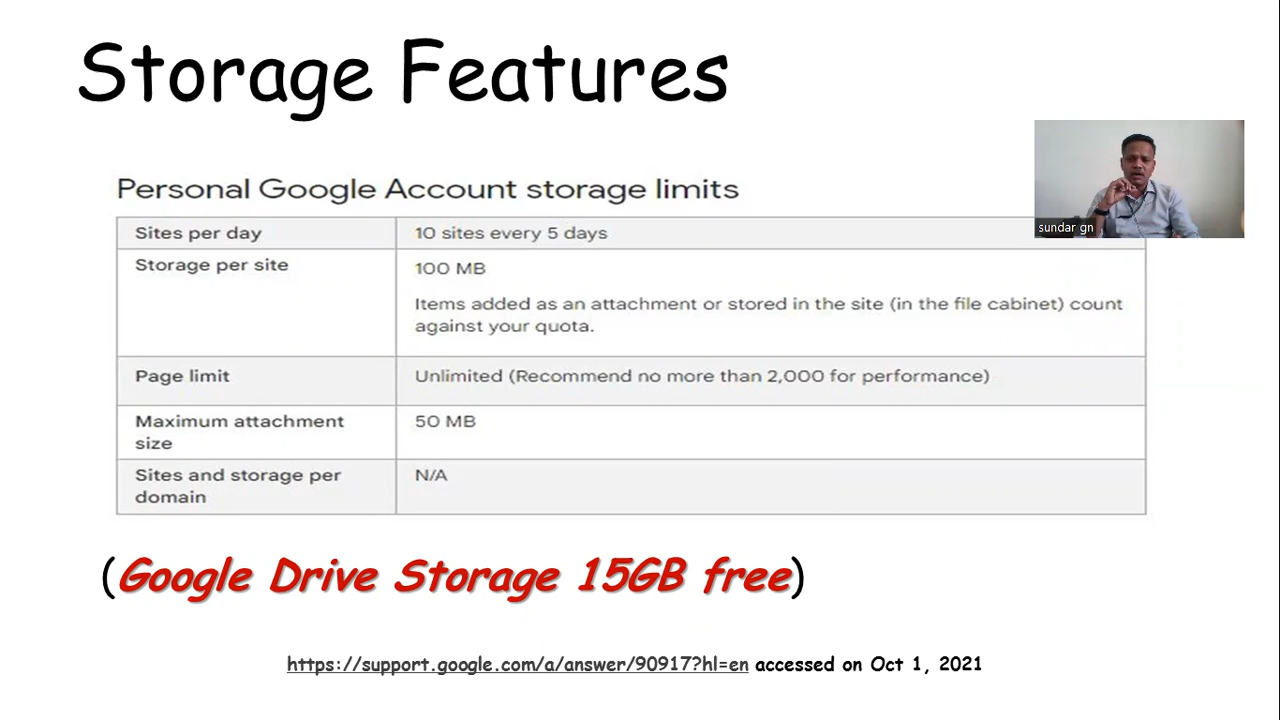 Storage Features
Personal Google Account storage limits
Sites per day
10 sites every 5 days
Storage per site
100 MB
Items added as an attachment or stored in the site (in the file cabinet) count
against your quota.
Page limit
Unlimited (Recommend no more than 2,000 for performance)
Maximum attachment
size
50 MB
Sites and storage per
domain
N/A
sundar gn
(Google Drive Storage 15GB free)
https://support.google.com/a/answer/90917?hl=en accessed on Oct 1, 2021